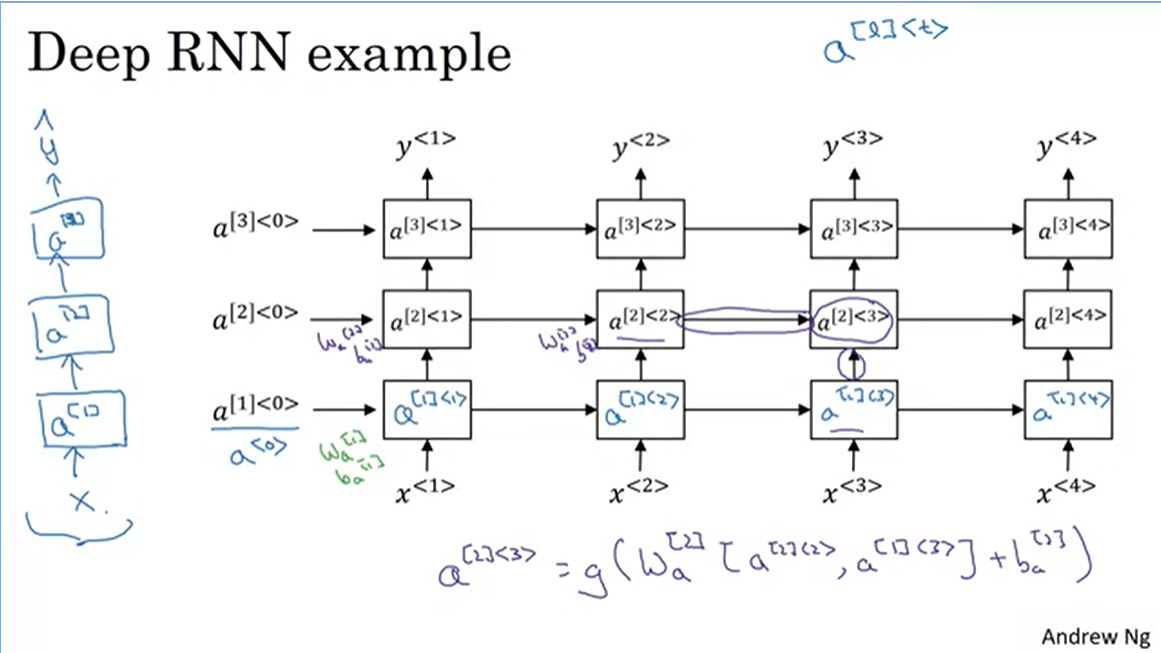 Deep RNN example
a^[l]<t>
ŷ
y^<1> y^<2> y^<3> y^<4>
a^[3] a^[3]<0> a^[3]<1> a^[3]<2> a^[3]<3> a^[3]<4>
a^[2] a^[2]<0> a^[2]<1> a^[2]<2> a^[2]<3> a^[2]<4>
W_a^[2] b_a^[2] W_a^[2] b_a^[2]
a^[1] a^[1]<0> a^[1]<1> a^[1]<2> a^[1]<3> a^[1]<4>
a^<0> W_a^[1] b_a^[1]
x. x^<1> x^<2> x^<3> x^<4>
a^[2]<3> = g(W_a^[2] [a^[2]<2>, a^[1]<3>] + b_a^[2])
Andrew Ng